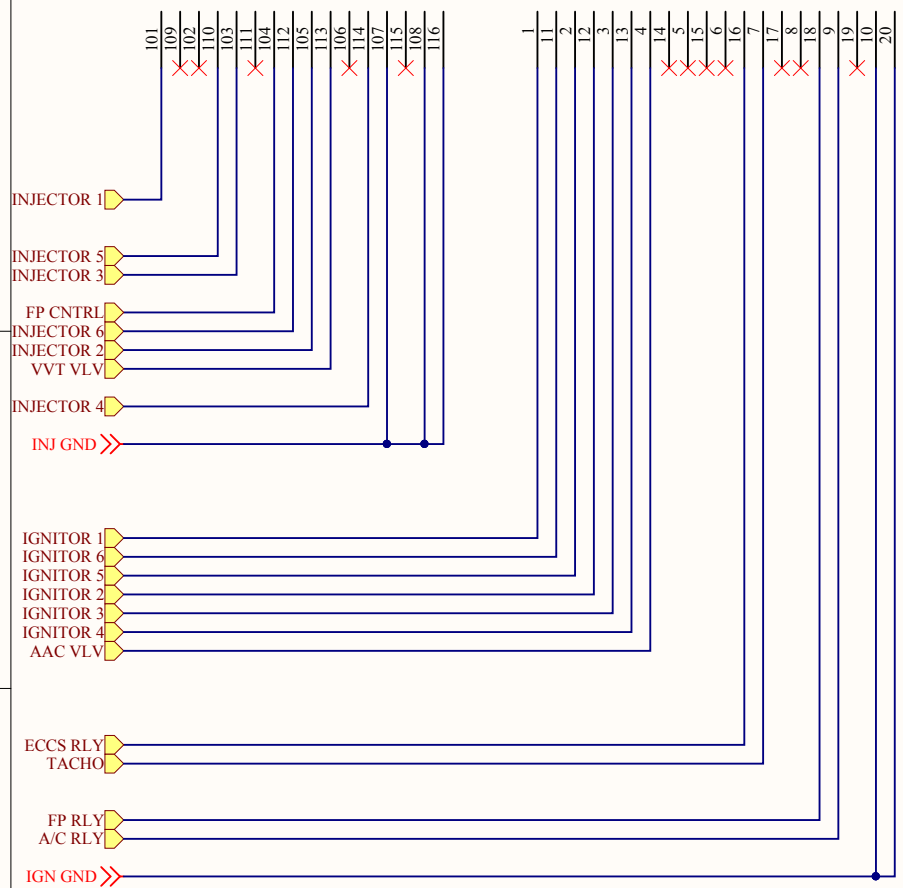 101
109
102
110
103
111
104
112
105
113
106
114
107
115
108
116
1
11
2
12
3
13
4
14
5
15
6
16
7
17
8
18
9
19
10
20
INJECTOR 1
INJECTOR 5
INJECTOR 3
FP CNTRL
INJECTOR 6
INJECTOR 2
VVT VLV
INJECTOR 4
INJ GND
IGNITOR 1
IGNITOR 6
IGNITOR 5
IGNITOR 2
IGNITOR 3
IGNITOR 4
AAC VLV
ECCS RLY
TACHO
FP RLY
A/C RLY
IGN GND